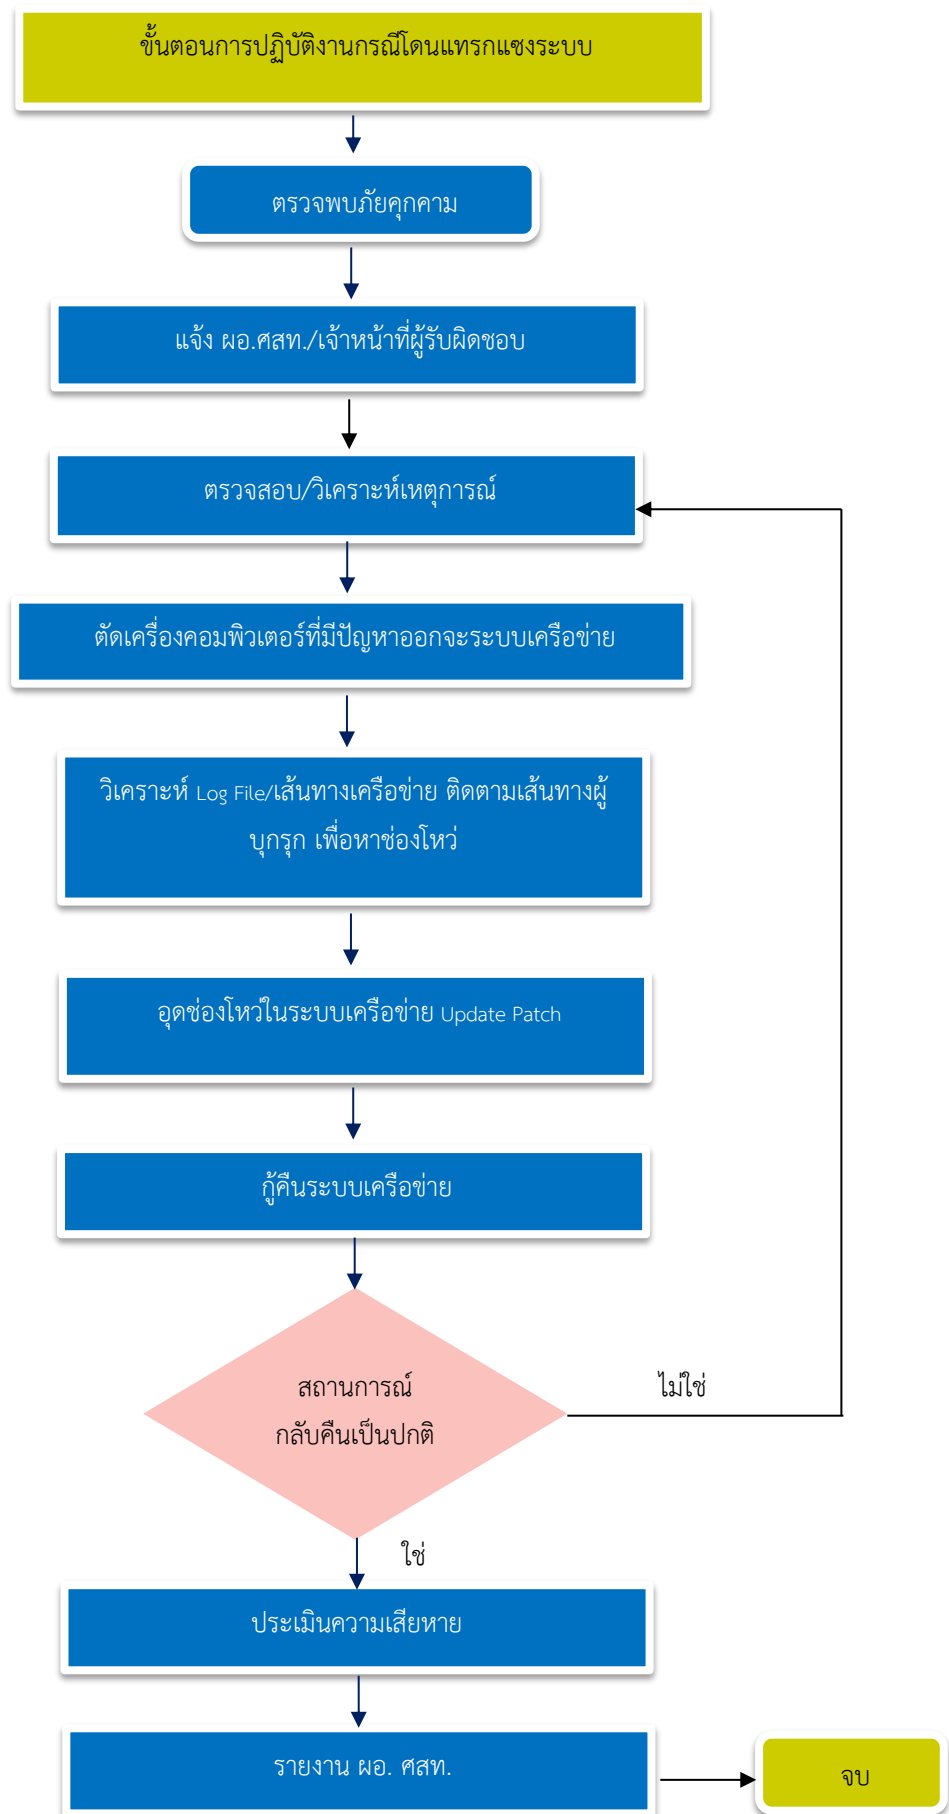 ขั้นตอนการปฏิบัติงานกรณีโดนแทรกแซงระบบ
ตรวจพบภัยคุกคาม
แจ้ง ผอ.ศสท./เจ้าหน้าที่ผู้รับผิดชอบ
ตรวจสอบ/วิเคราะห์เหตุการณ์
ตัดเครื่องคอมพิวเตอร์ที่มีปัญหาออกจะระบบเครือข่าย
วิเคราะห์ Log File/เส้นทางเครือข่าย ติดตามเส้นทางผู้
บุกรุก เพื่อหาช่องโหว่
อุดช่องโหว่ในระบบเครือข่าย Update Patch
กู้คืนระบบเครือข่าย
สถานการณ์
กลับคืนเป็นปกติ
ไม่ใช่
ใช่
ประเมินความเสียหาย
รายงาน ผอ. ศสท.
จบ